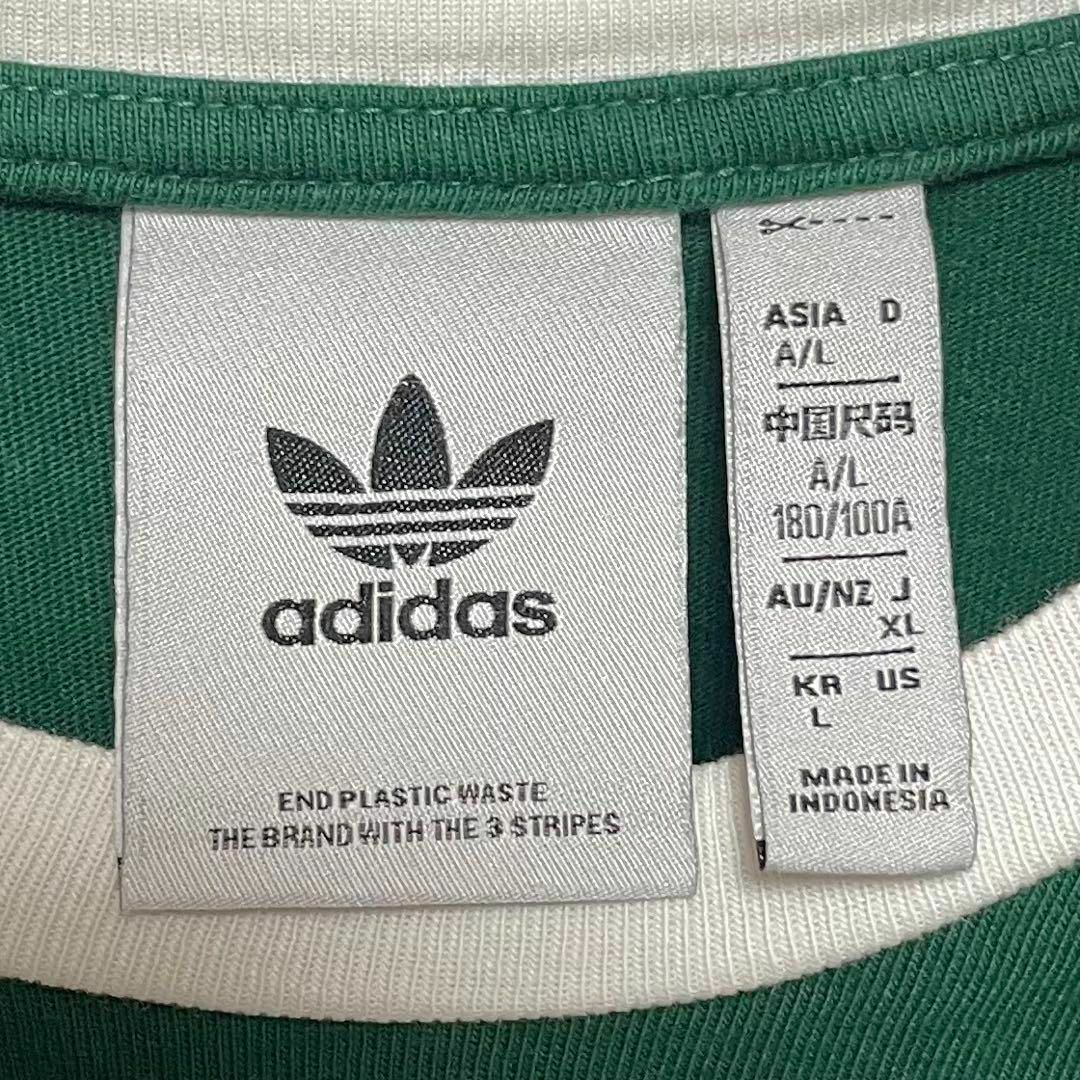 adidas
END PLASTIC WASTE
THE BRAND WITH THE 3 STRIPES
ASIA D
A/L
中国尺码
A/L
180/100A
AU/NZ J
XL
KR US
L
MADE IN
INDONESIA